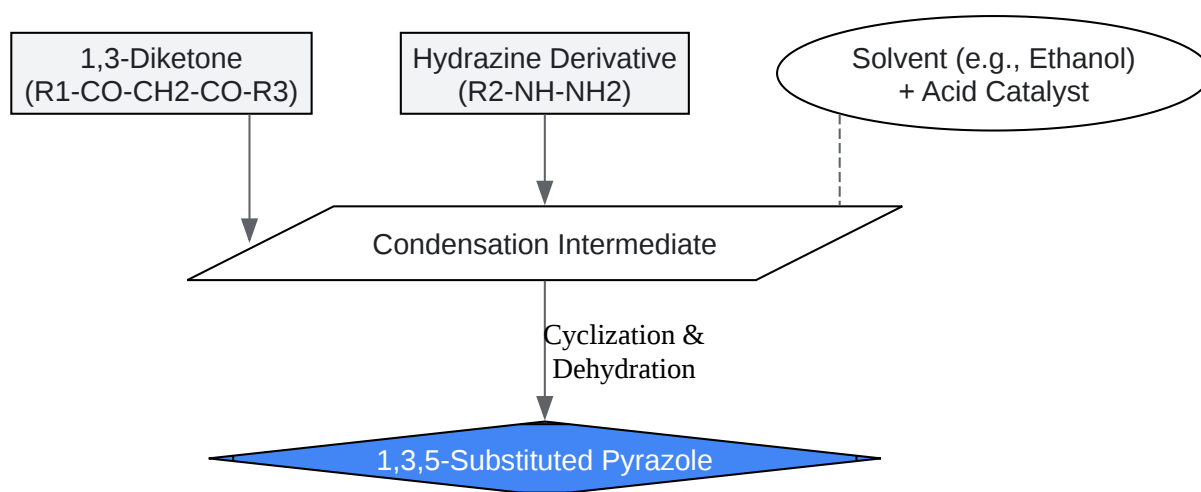 1,3-Diketone
(R1-CO-CH2-CO-R3)
Hydrazine Derivative
(R2-NH-NH2)
Solvent (e.g., Ethanol)
+ Acid Catalyst
Condensation Intermediate
Cyclization &
Dehydration
1,3,5-Substituted Pyrazole